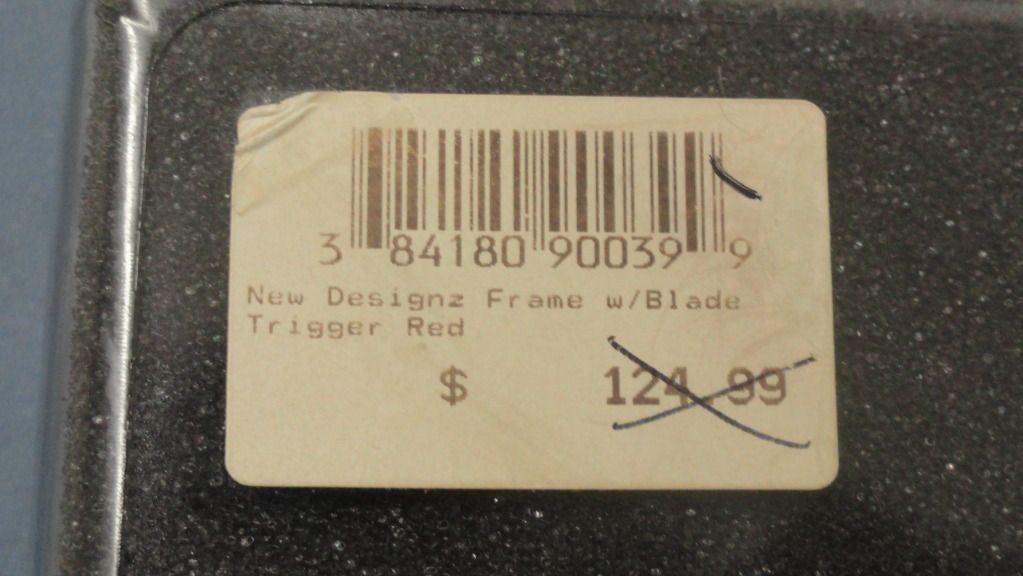 3 84180 90039 9
New Designz Frame w/Blade
Trigger Red
$ 124.99